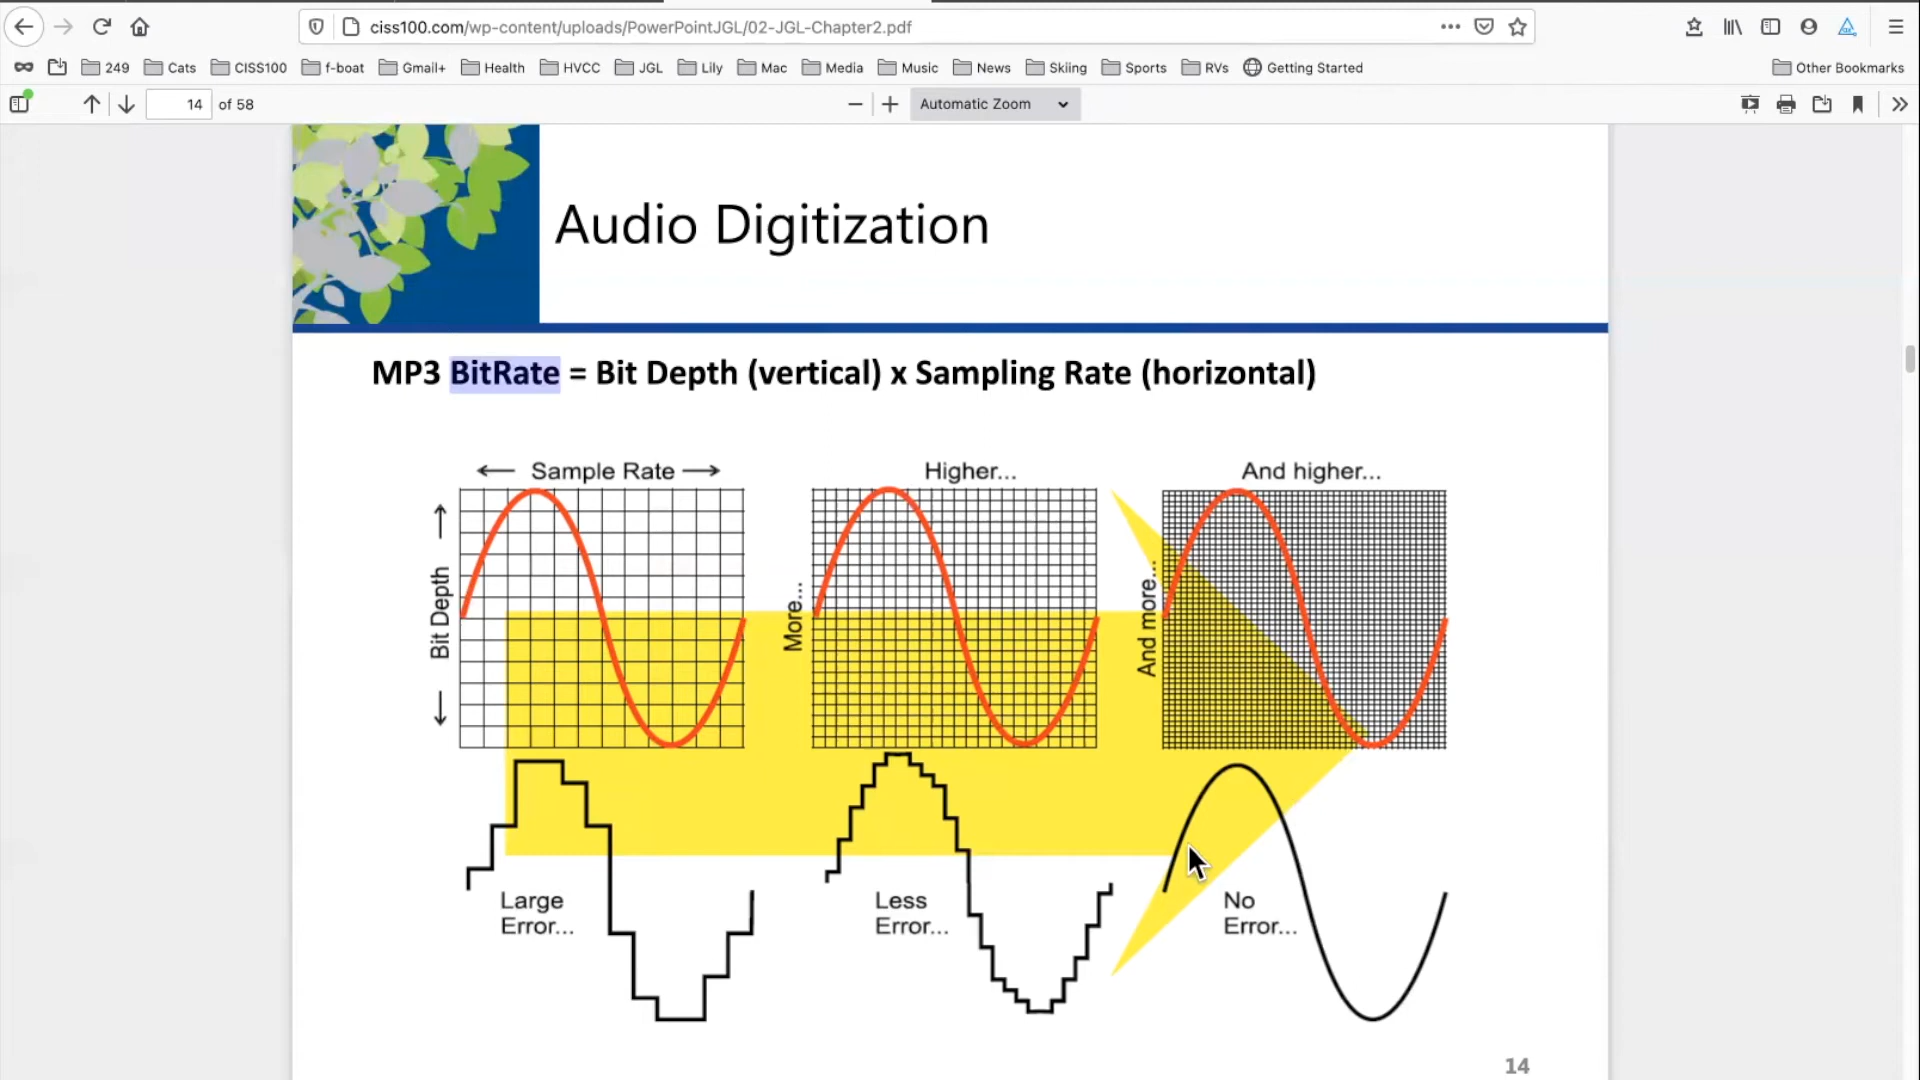 ciss100.com/wp-content/uploads/PowerPointJGL/02-JGL-Chapter2.pdf
249 Cats CISS100 f-boat Gmail+ Health HVCC JGL Lily Mac Media Music News Skiing Sports RVs Getting Started Other Bookmarks
14 of 58 Automatic Zoom
Audio Digitization
MP3 BitRate = Bit Depth (vertical) x Sampling Rate (horizontal)
Sample Rate Higher... And higher...
Bit Depth More... And more...
Large Less No
Error... Error... Error...
14